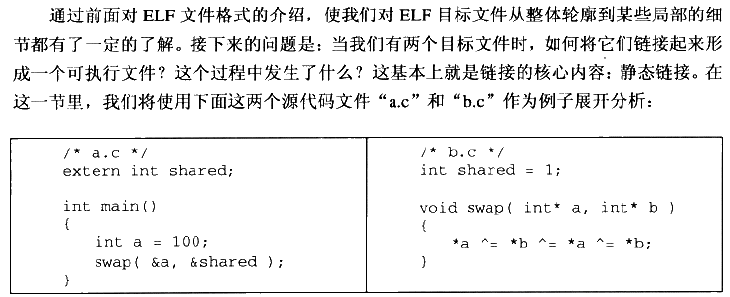 通过前面对 ELF 文件格式的介绍，使我们对 ELF 目标文件从整体轮廓到某些局部的细
节都有了一定的了解。接下来的问题是：当我们有两个目标文件时，如何将它们链接起来形
成一个可执行文件？这个过程中发生了什么？这基本上就是链接的核心内容：静态链接。在
这一节里，我们将使用下面这两个源代码文件“a.c”和“b.c”作为例子展开分析：
/* a.c */
extern int shared;
int main()
{
int a = 100;
swap( &a, &shared );
}
/* b.c */
int shared = 1;
void swap( int* a, int* b )
{
*a ^= *b ^= *a ^= *b;
}